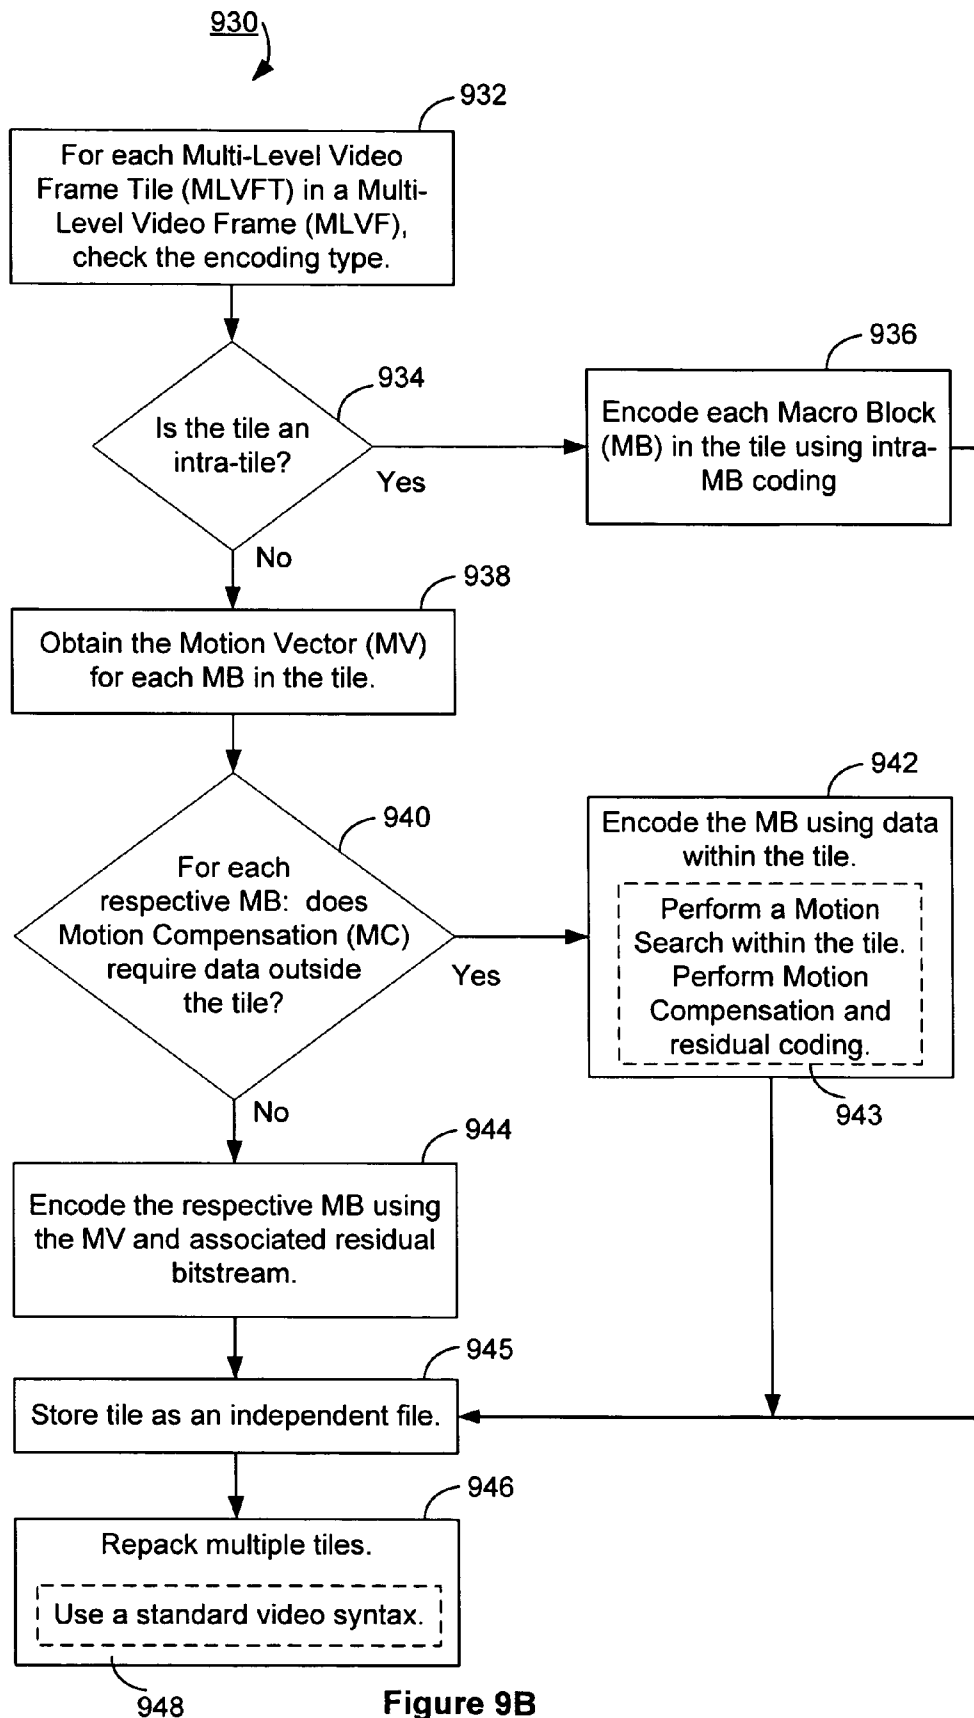 930
932
For each Multi-Level Video
Frame Tile (MLVFT) in a Multi-
Level Video Frame (MLVF),
check the encoding type.
934
Is the tile an
intra-tile?
Yes
No
936
Encode each Macro Block
(MB) in the tile using intra-
MB coding
938
Obtain the Motion Vector (MV)
for each MB in the tile.
940
For each
respective MB: does
Motion Compensation (MC)
require data outside
the tile?
Yes
No
942
Encode the MB using data
within the tile.
Perform a Motion
Search within the tile.
Perform Motion
Compensation and
residual coding.
943
944
Encode the respective MB using
the MV and associated residual
bitstream.
945
Store tile as an independent file.
946
Repack multiple tiles.
Use a standard video syntax.
948
Figure 9B